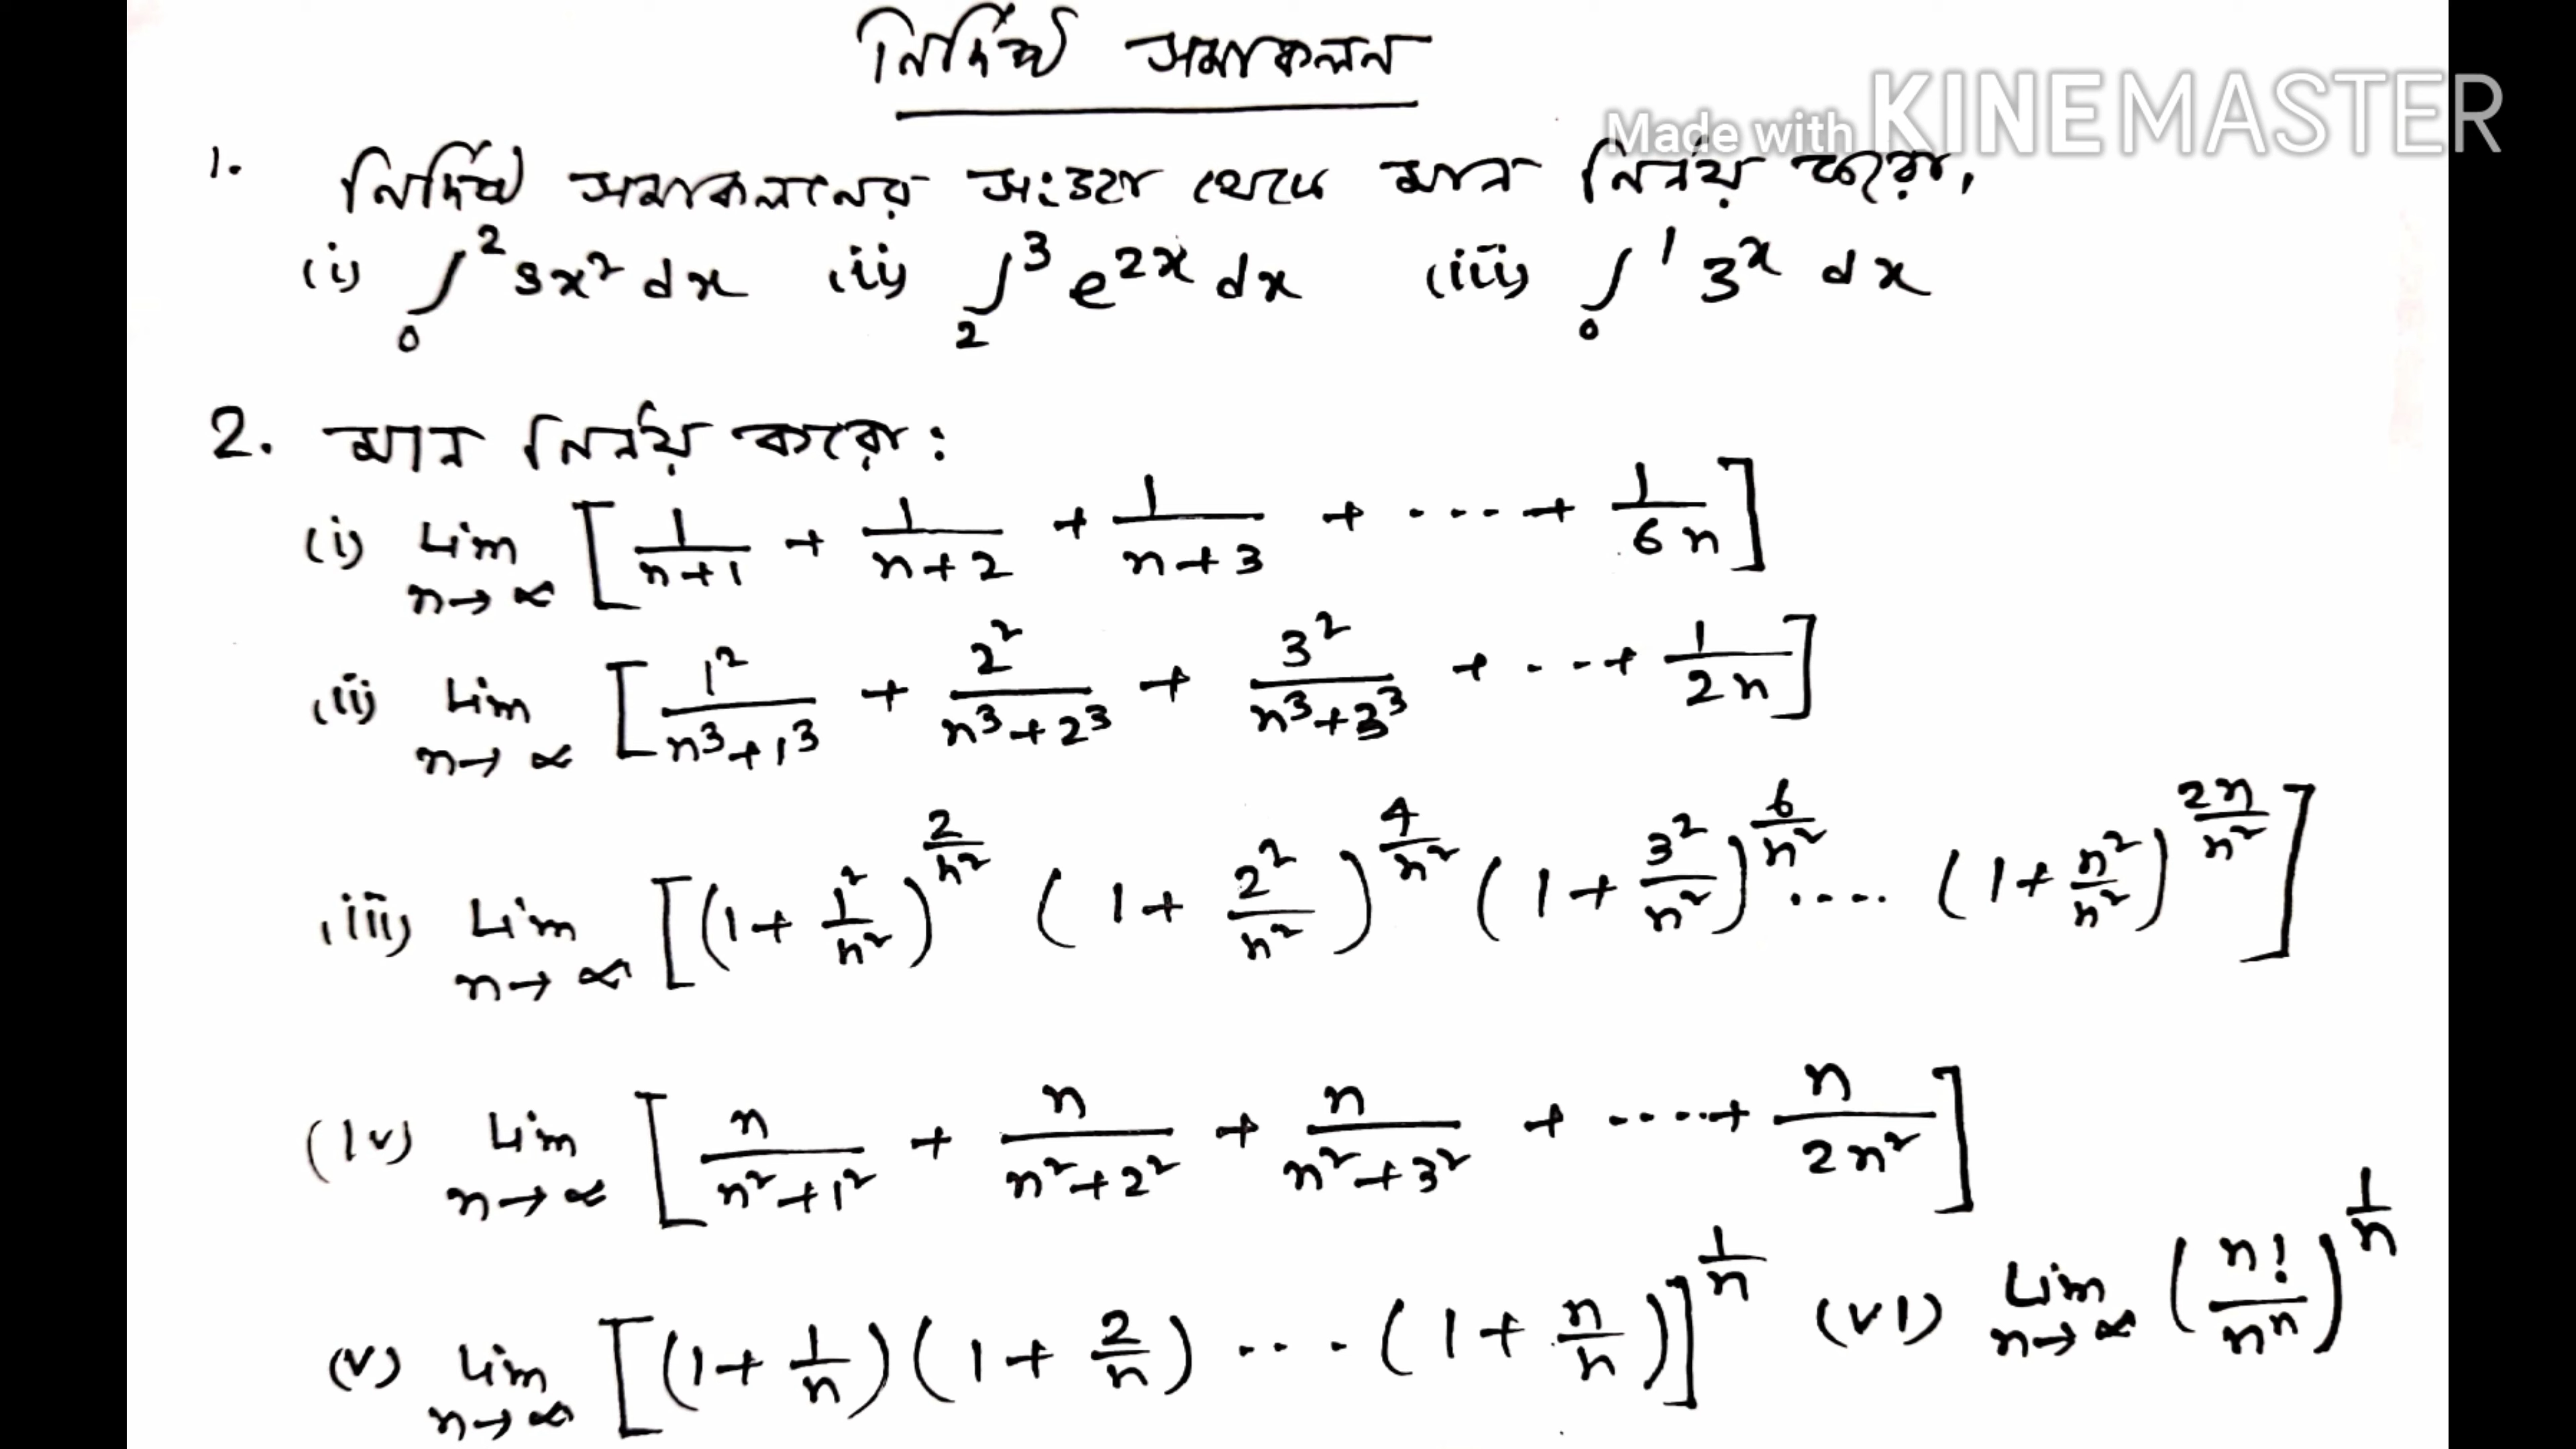 নির্দিষ্ট সমাকলন
Made with KINEMASTER
1. নির্দিষ্ট সমাকলনের সংজ্ঞা থেকে মান নির্ণয় করো।
(i) ∫₀² 3x² dx (ii) ∫₂³ e^{2x} dx (iii) ∫₀¹ 3^x dx
2. মান নির্ণয় করো :
(i) Lim_{n→∞} [1/(n+1) + 1/(n+2) + 1/(n+3) + .... + 1/(6n)]
(ii) Lim_{n→∞} [1²/(n³+1³) + 2²/(n³+2³) + 3²/(n³+3³) + ... + 1/(2n)]
(iii) Lim_{n→∞} [(1+1²/n²)^{2/n²} (1+2²/n²)^{4/n²} (1+3²/n²)^{6/n²} .... (1+n²/n²)^{2n/n²}]
(iv) Lim_{n→∞} [n/(n²+1²) + n/(n²+2²) + n/(n²+3²) + .... + n/(2n²)]
(v) Lim_{n→∞} [(1+1/n)(1+2/n) .... (1+n/n)]^{1/n} (vi) Lim_{n→∞} (n!/n^n)^{1/n}